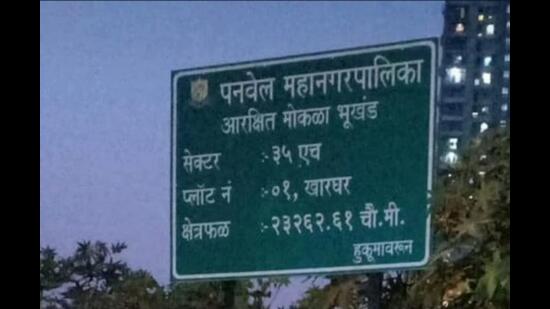 पनवेल महानगरपालिका
आरक्षित मोकळा भूखंड
सेक्टर :- ३५ एच
प्लॉट नं :- ०१, खारघर
क्षेत्रफळ :- २३२६२.६१ चौ.मी.
हुकूमावरून